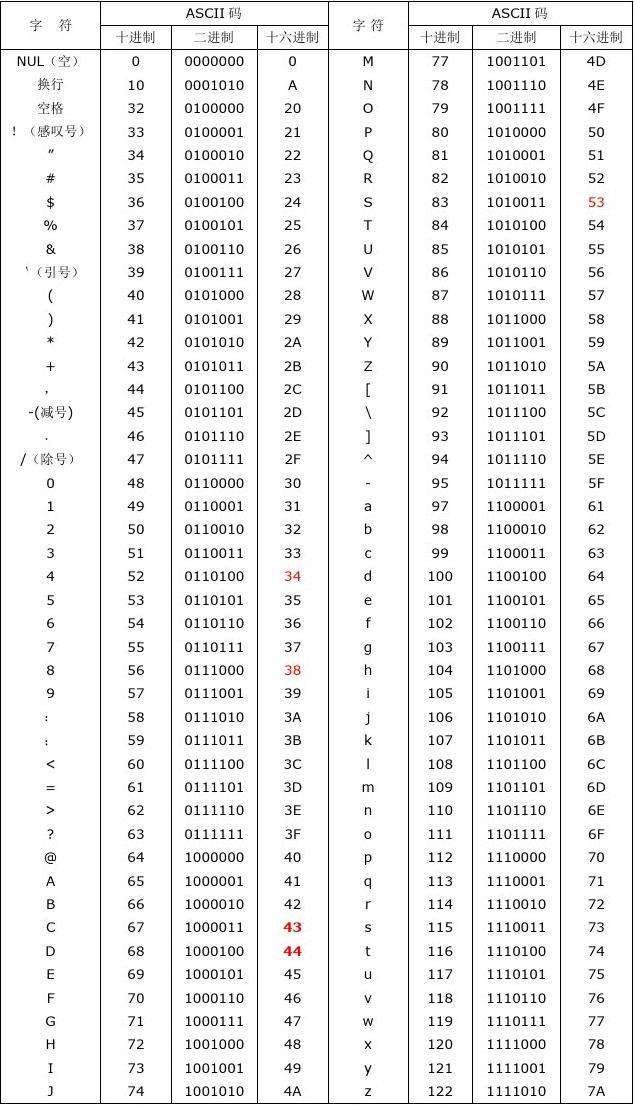 字 符 ASCII 码 字 符 ASCII 码
十进制 二进制 十六进制 十进制 二进制 十六进制
NUL（空） 0 0000000 0 M 77 1001101 4D
换行 10 0001010 A N 78 1001110 4E
空格 32 0100000 20 O 79 1001111 4F
！（感叹号） 33 0100001 21 P 80 1010000 50
” 34 0100010 22 Q 81 1010001 51
# 35 0100011 23 R 82 1010010 52
$ 36 0100100 24 S 83 1010011 53
% 37 0100101 25 T 84 1010100 54
& 38 0100110 26 U 85 1010101 55
‵（引号） 39 0100111 27 V 86 1010110 56
( 40 0101000 28 W 87 1010111 57
) 41 0101001 29 X 88 1011000 58
* 42 0101010 2A Y 89 1011001 59
+ 43 0101011 2B Z 90 1011010 5A
， 44 0101100 2C [ 91 1011011 5B
-(减号) 45 0101101 2D \ 92 1011100 5C
. 46 0101110 2E ] 93 1011101 5D
/（除号） 47 0101111 2F ^ 94 1011110 5E
0 48 0110000 30 - 95 1011111 5F
1 49 0110001 31 a 97 1100001 61
2 50 0110010 32 b 98 1100010 62
3 51 0110011 33 c 99 1100011 63
4 52 0110100 34 d 100 1100100 64
5 53 0110101 35 e 101 1100101 65
6 54 0110110 36 f 102 1100110 66
7 55 0110111 37 g 103 1100111 67
8 56 0111000 38 h 104 1101000 68
9 57 0111001 39 i 105 1101001 69
： 58 0111010 3A j 106 1101010 6A
； 59 0111011 3B k 107 1101011 6B
< 60 0111100 3C l 108 1101100 6C
= 61 0111101 3D m 109 1101101 6D
> 62 0111110 3E n 110 1101110 6E
? 63 0111111 3F o 111 1101111 6F
@ 64 1000000 40 p 112 1110000 70
A 65 1000001 41 q 113 1110001 71
B 66 1000010 42 r 114 1110010 72
C 67 1000011 43 s 115 1110011 73
D 68 1000100 44 t 116 1110100 74
E 69 1000101 45 u 117 1110101 75
F 70 1000110 46 v 118 1110110 76
G 71 1000111 47 w 119 1110111 77
H 72 1001000 48 x 120 1111000 78
I 73 1001001 49 y 121 1111001 79
J 74 1001010 4A z 122 1111010 7A